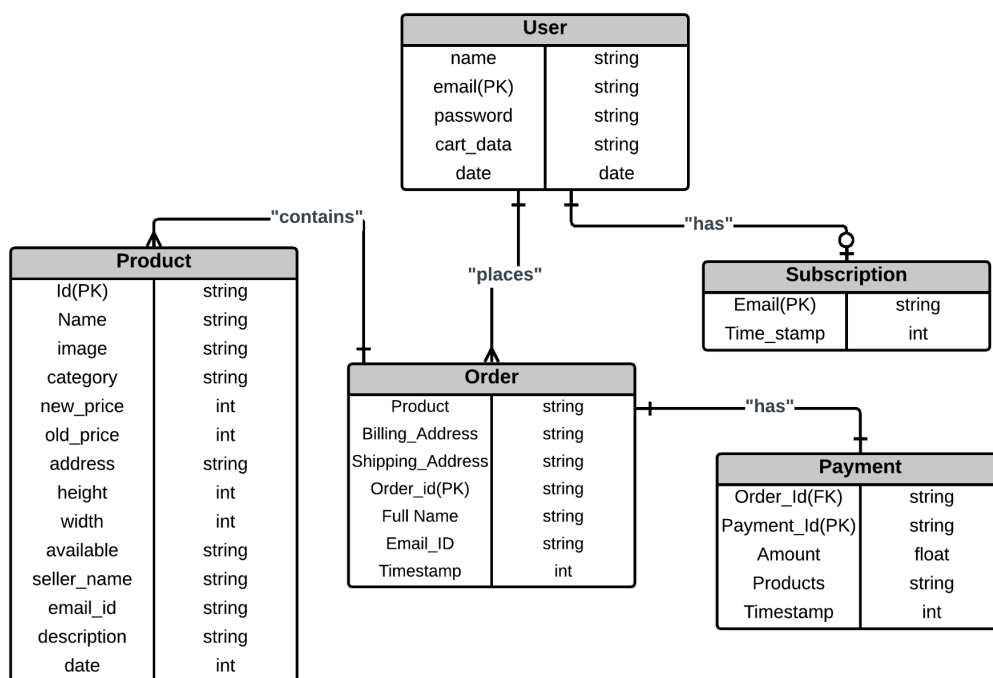 User
name string
email(PK) string
password string
cart_data string
date date
"contains"
"has"
"places"
Product
Id(PK) string
Name string
image string
category string
new_price int
old_price int
address string
height int
width int
available string
seller_name string
email_id string
description string
date int
Subscription
Email(PK) string
Time_stamp int
Order
Product string
Billing_Address string
Shipping_Address string
Order_id(PK) string
Full Name string
Email_ID string
Timestamp int
"has"
Payment
Order_Id(FK) string
Payment_Id(PK) string
Amount float
Products string
Timestamp int